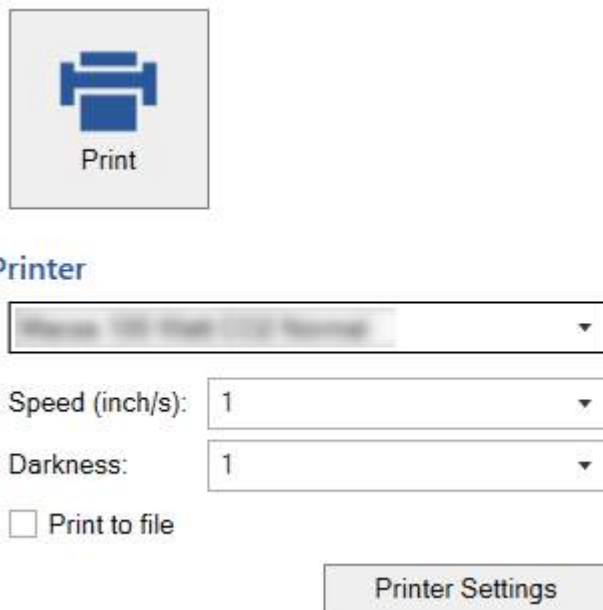 Print
Printer
Speed (inch/s): 1
Darkness: 1
Print to file
Printer Settings